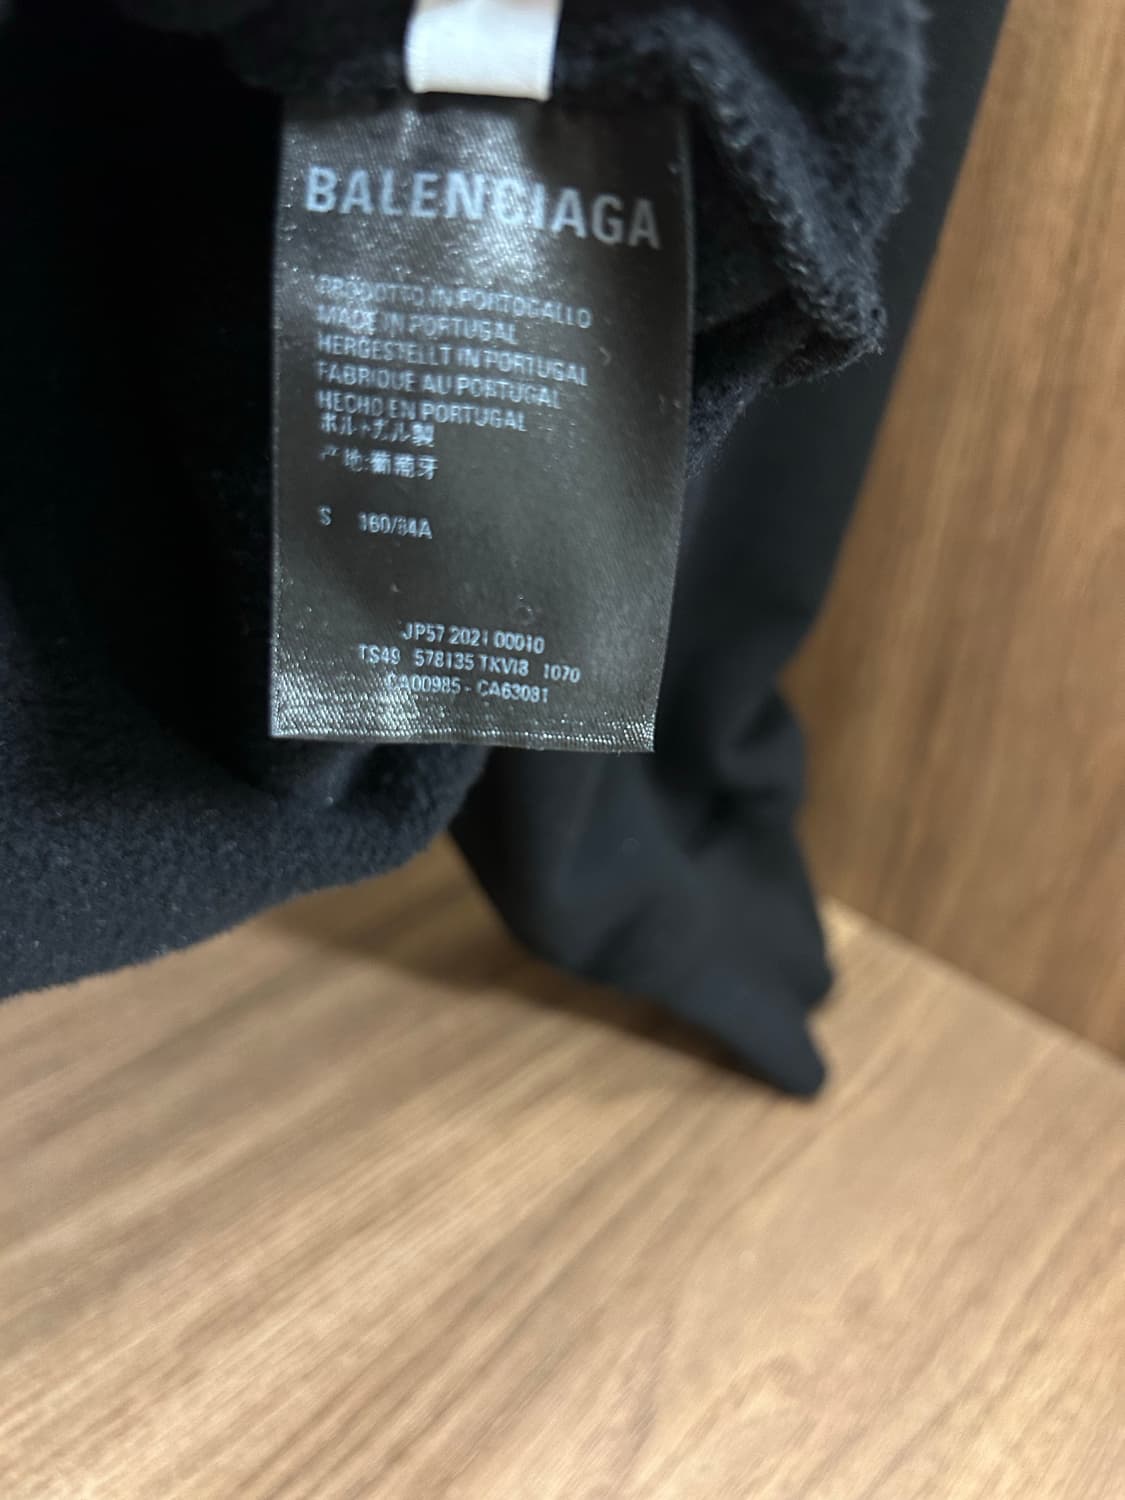 BALENCIAGA
PRODOTTO IN PORTOGALLO
MADE IN PORTUGAL
HERGESTELLT IN PORTUGAL
FABRIQUE AU PORTUGAL
HECHO EN PORTUGAL
ポルトガル製
产地:葡萄牙
S 160/84A
JP57 2021 00010
TS49 578135 TKVI8 1070
CA00985 - CA63081